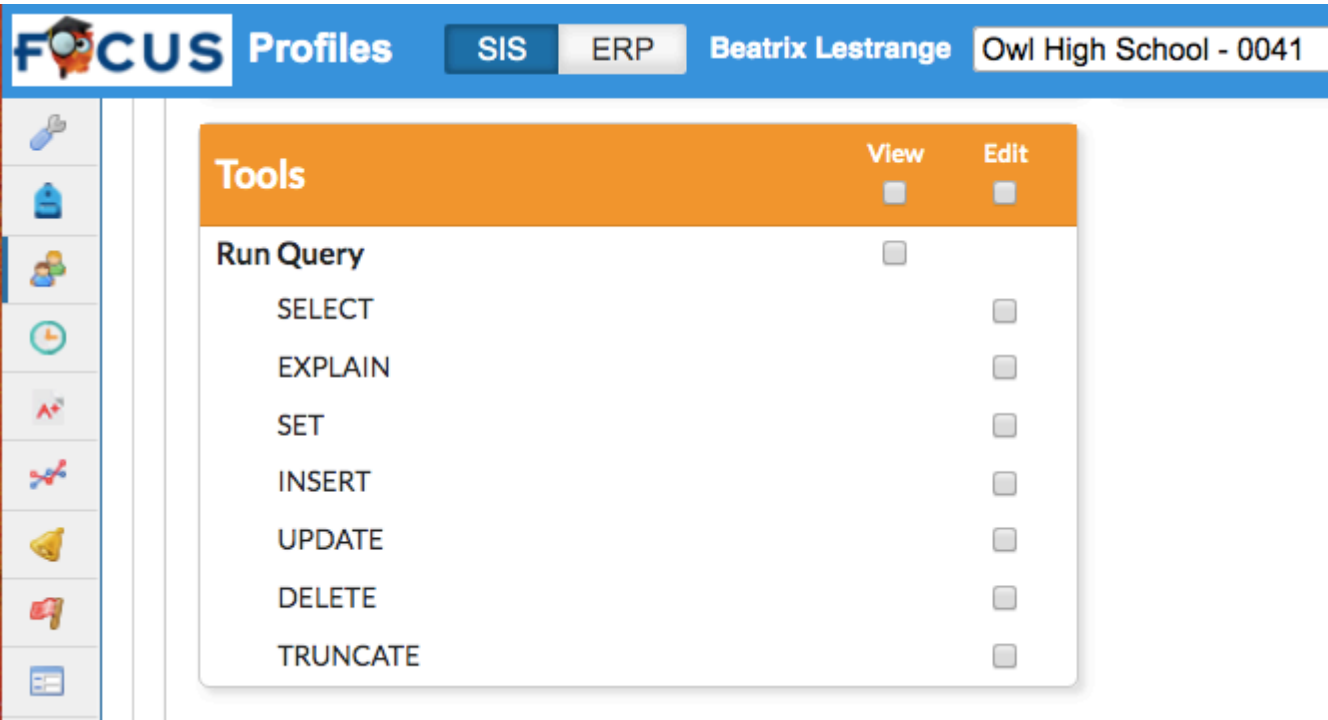 FOCUS Profiles SIS ERP Beatrix Lestrange Owl High School - 0041
Tools View Edit
Run Query
SELECT
EXPLAIN
SET
INSERT
UPDATE
DELETE
TRUNCATE
A+